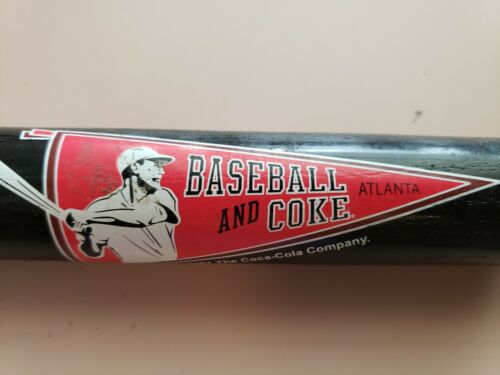 BASEBALL
AND COKE®
ATLANTA
The Coca-Cola Company.